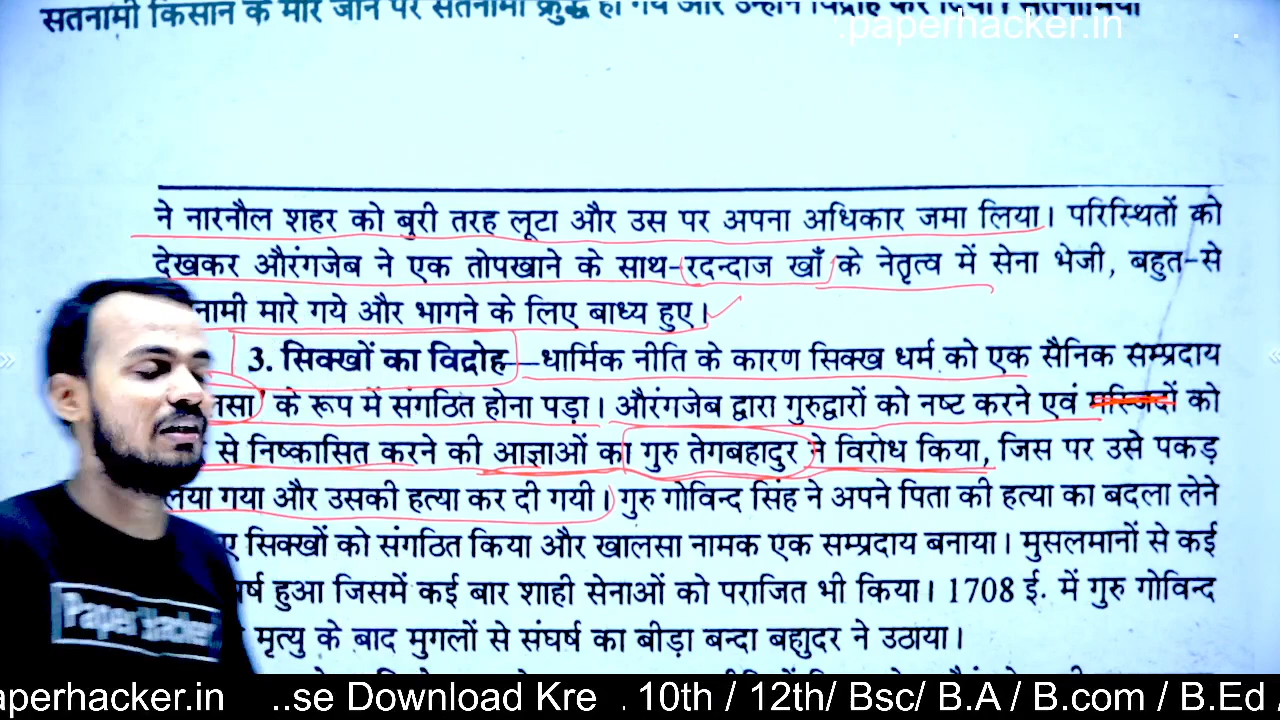 सतनामी किसान के मारे जाने पर सतनामी क्रुद्ध हो गये और उन्होंने विद्रोह कर दिया। सतनामियों
paperhacker.in
ने नारनौल शहर को बुरी तरह लूटा और उस पर अपना अधिकार जमा लिया। परिस्थितों को
देखकर औरंगजेब ने एक तोपखाने के साथ-रदन्दाज खाँ के नेतृत्व में सेना भेजी, बहुत-से
नामी मारे गये और भागने के लिए बाध्य हुए।
3. सिक्खों का विद्रोह—धार्मिक नीति के कारण सिक्ख धर्म को एक सैनिक सम्प्रदाय
लसा' के रूप में संगठित होना पड़ा। औरंगजेब द्वारा गुरुद्वारों को नष्ट करने एवं मस्जिदों को
से निष्कासित करने की आज्ञाओं का गुरु तेगबहादुर ने विरोध किया, जिस पर उसे पकड़
लिया गया और उसकी हत्या कर दी गयी। गुरु गोविन्द सिंह ने अपने पिता की हत्या का बदला लेने
ए सिक्खों को संगठित किया और खालसा नामक एक सम्प्रदाय बनाया। मुसलमानों से कई
र्ष हुआ जिसमें कई बार शाही सेनाओं को पराजित भी किया। 1708 ई. में गुरु गोविन्द
मृत्यु के बाद मुगलों से संघर्ष का बीड़ा बन्दा बहाुदर ने उठाया।
Paper Hacker
aperhacker.in ..se Download Kre . 10th / 12th/ Bsc/ B.A / B.com / B.Ed